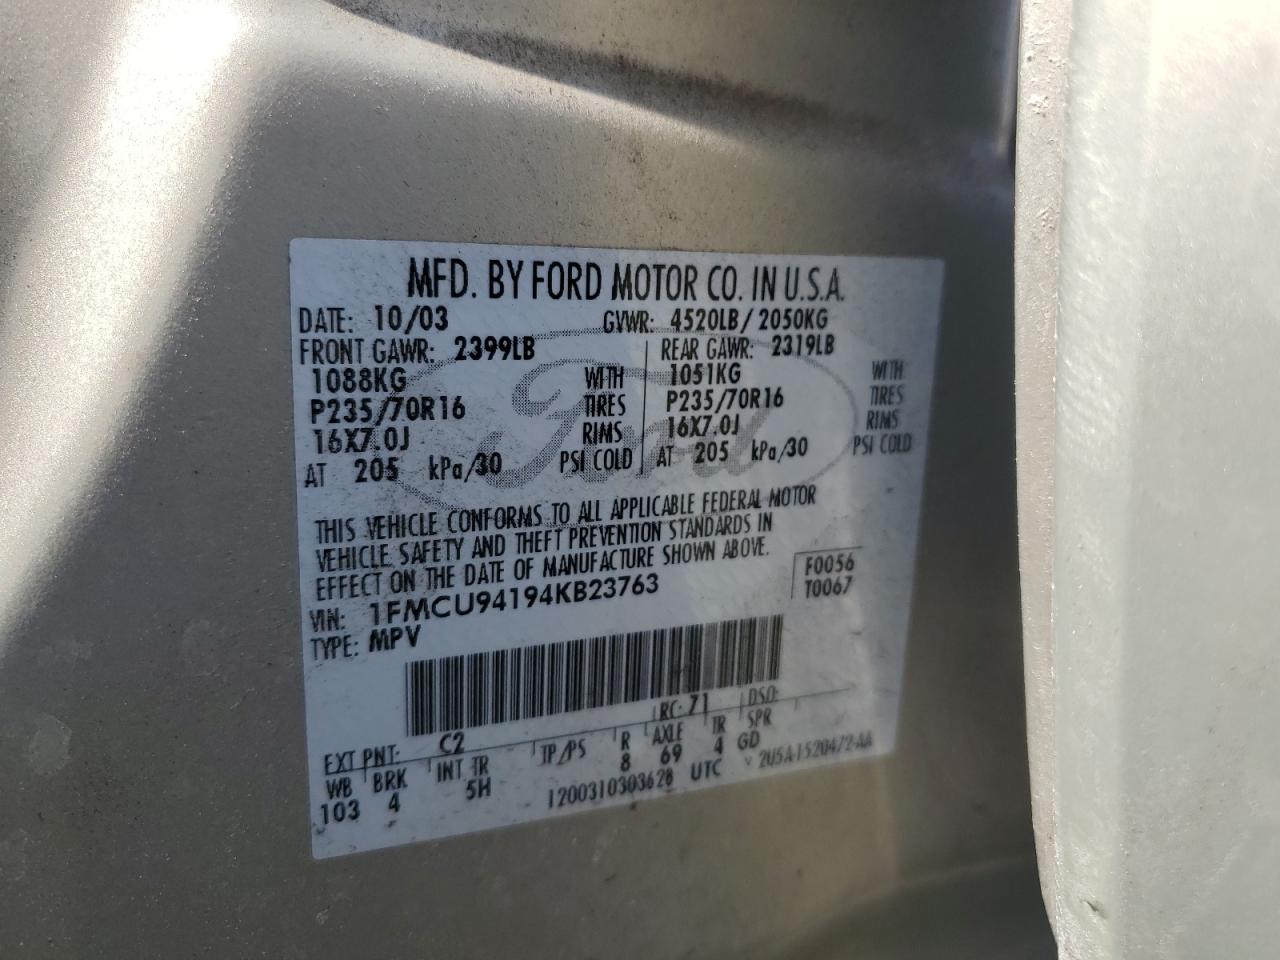 MFD. BY FORD MOTOR CO. IN U.S.A.
DATE: 10/03 GVWR: 4520LB/2050KG
FRONT GAWR: 2399LB REAR GAWR: 2319LB
1088KG WITH 1051KG WITH
P235/70R16 TIRES P235/70R16 TIRES
16X7.0J RIMS 16X7.0J RIMS
AT 205 kPa/30 PSI COLD AT 205 kPa/30 PSI COLD
Ford
THIS VEHICLE CONFORMS TO ALL APPLICABLE FEDERAL MOTOR
VEHICLE SAFETY AND THEFT PREVENTION STANDARDS IN
EFFECT ON THE DATE OF MANUFACTURE SHOWN ABOVE.
F0056
T0067
VIN: 1FMCU94194KB23763
TYPE: MPV
RC: 71 DSO:
EXT PNT: C2
WB BRK INT TR TP/PS R AXLE TR SPR
103 4 5H 8 69 4 GD
1200310303628 UTC
2U5A-1520472-AA